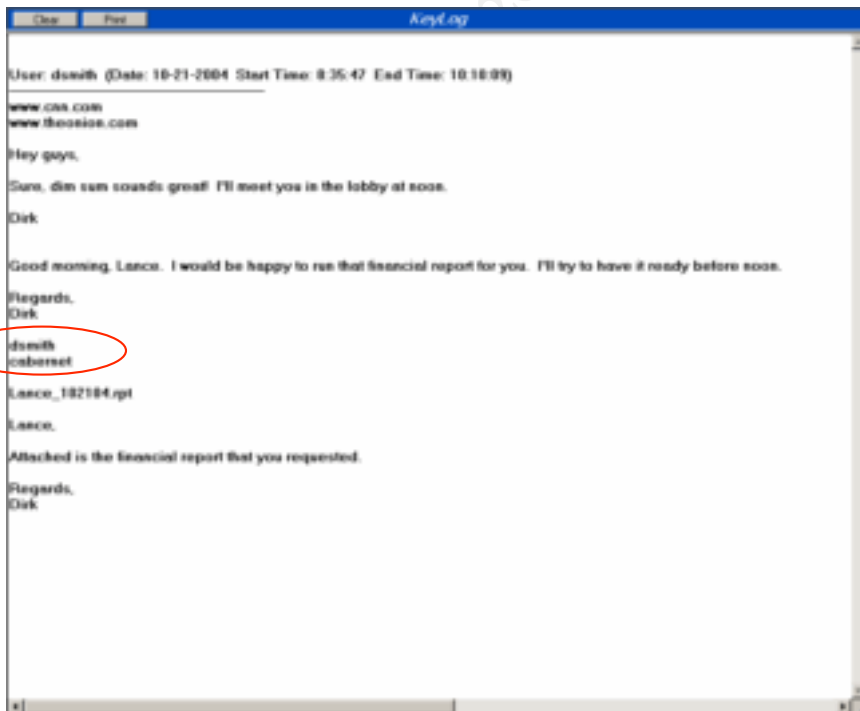 Clear Print KeyLog
User: dsmith (Date: 10-21-2004 Start Time: 8:35:47 End Time: 10:18:09)
www.cnn.com
www.theonion.com
Hey guys,
Sure, dim sum sounds great! I'll meet you in the lobby at noon.
Dirk
Good morning, Lance. I would be happy to run that financial report for you. I'll try to have it ready before noon.
Regards,
Dirk
dsmith
cabernet
Lance_102104.rpt
Lance,
Attached is the financial report that you requested.
Regards,
Dirk